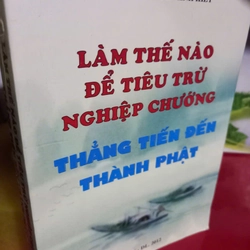 LÀM THẾ NÀO
ĐỂ TIÊU TRỪ
NGHIỆP CHƯỚNG
THẲNG TIẾN ĐẾN
THÀNH PHẬT